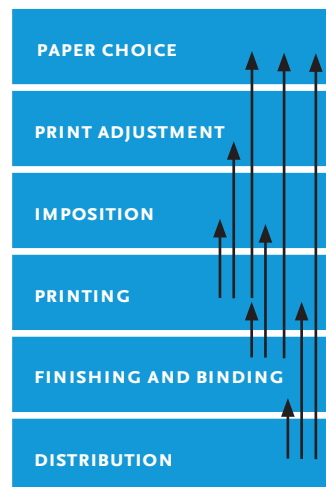 PAPER CHOICE
PRINT ADJUSTMENT
IMPOSITION
PRINTING
FINISHING AND BINDING
DISTRIBUTION